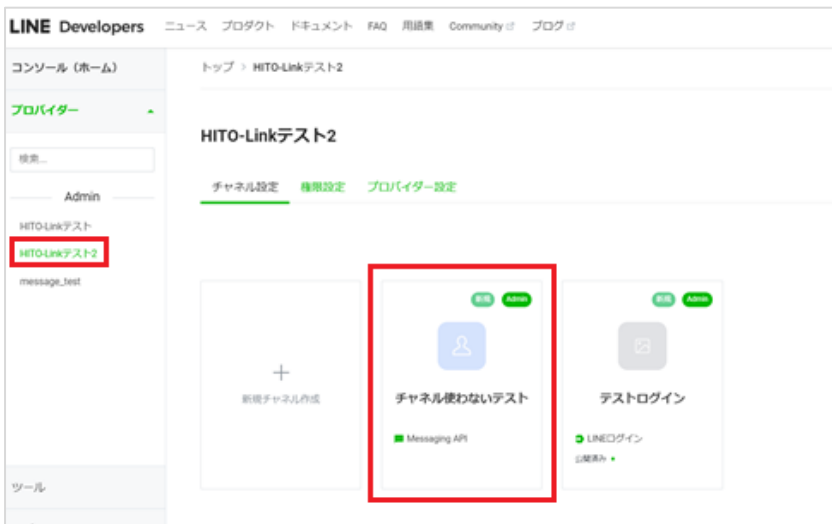 LINE Developers ニュース プロダクト ドキュメント FAQ 用語集 Community ブログ
コンソール（ホーム）
トップ > HITO-Linkテスト2
プロバイダー
HITO-Linkテスト2
検索...
チャネル設定 権限設定 プロバイダー設定
Admin
HITO-Linkテスト
HITO-Linkテスト2
message_test
新規 Admin
新規 Admin
新規チャネル作成
チャネル使わないテスト
テストログイン
Messaging API
LINEログイン
公開済み
ツール